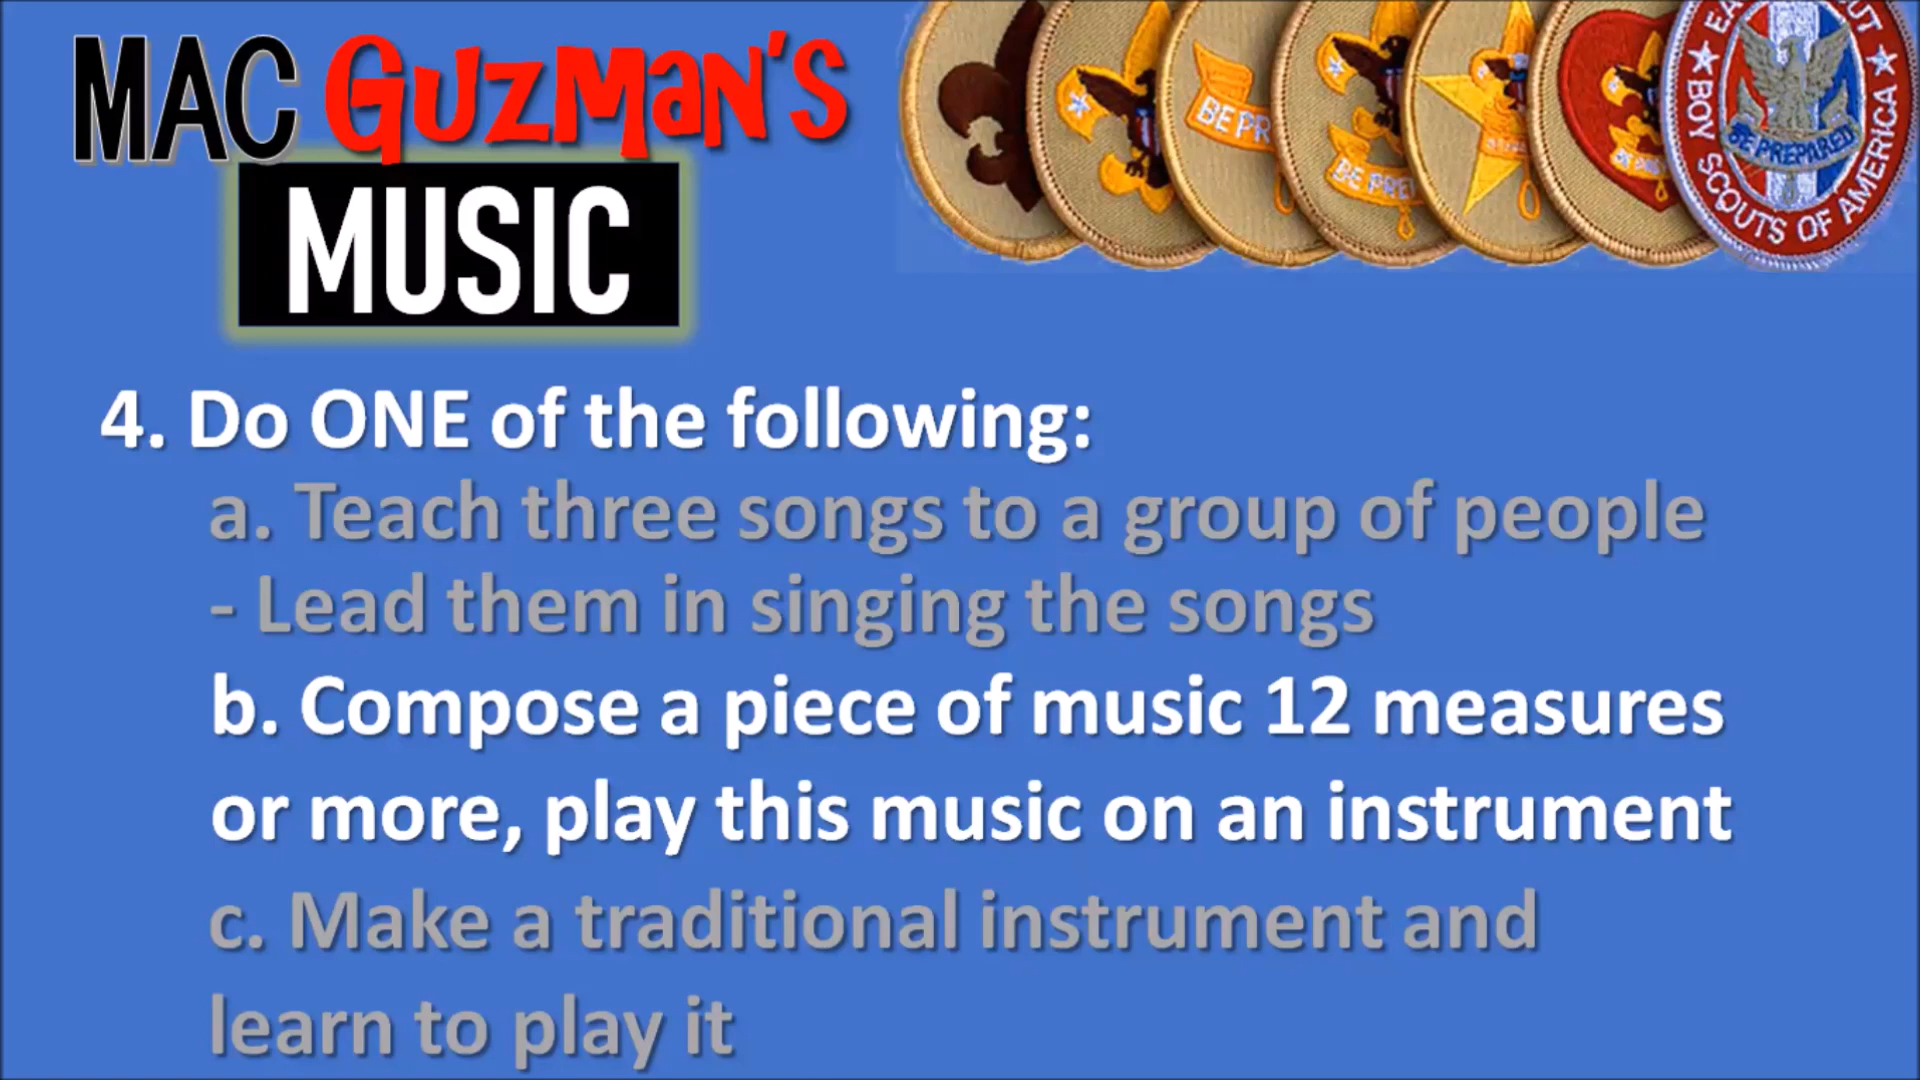 MAC GUZMAN'S
MUSIC
BE PREPARED
BOY SCOUTS OF AMERICA
4. Do ONE of the following:
a. Teach three songs to a group of people
- Lead them in singing the songs
b. Compose a piece of music 12 measures
or more, play this music on an instrument
c. Make a traditional instrument and
learn to play it